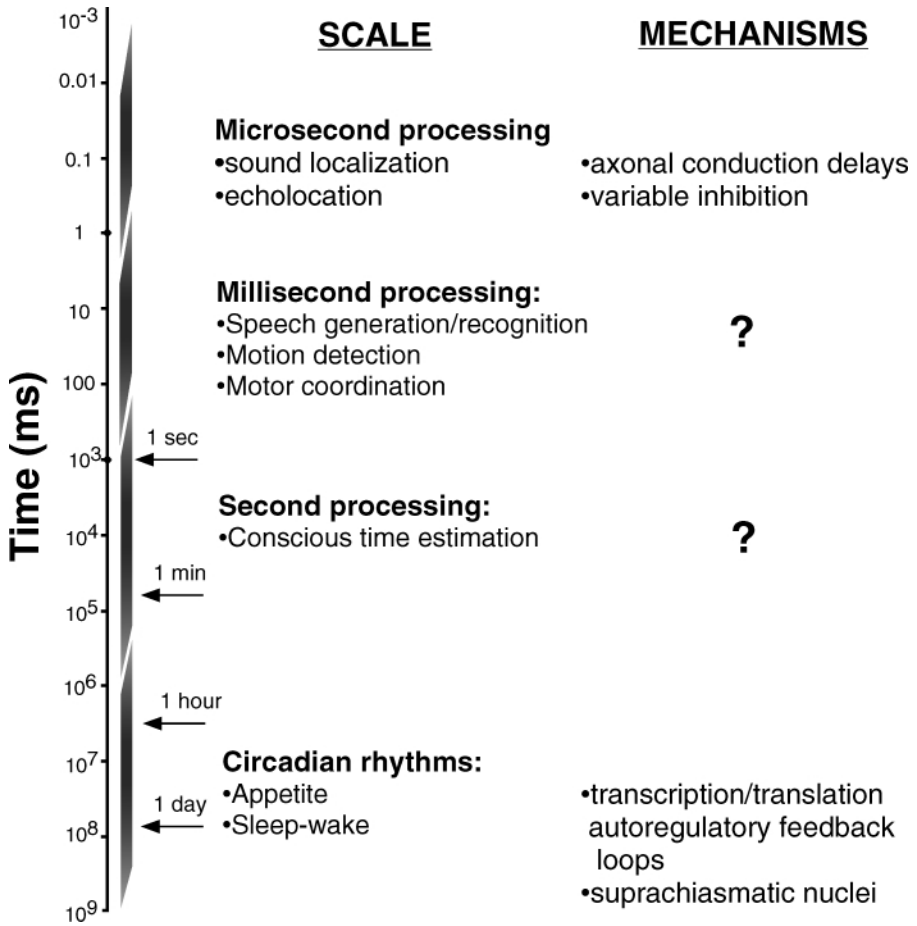 SCALE
MECHANISMS
Time (ms)
10-3
0.01
0.1
1
10
100
10³
10⁴
10⁵
10⁶
10⁷
10⁸
10⁹
1 sec
1 min
1 hour
1 day
Microsecond processing
•sound localization
•echolocation
•axonal conduction delays
•variable inhibition
Millisecond processing:
•Speech generation/recognition
•Motion detection
•Motor coordination
?
Second processing:
•Conscious time estimation
?
Circadian rhythms:
•Appetite
•Sleep-wake
•transcription/translation
autoregulatory feedback
loops
•suprachiasmatic nuclei